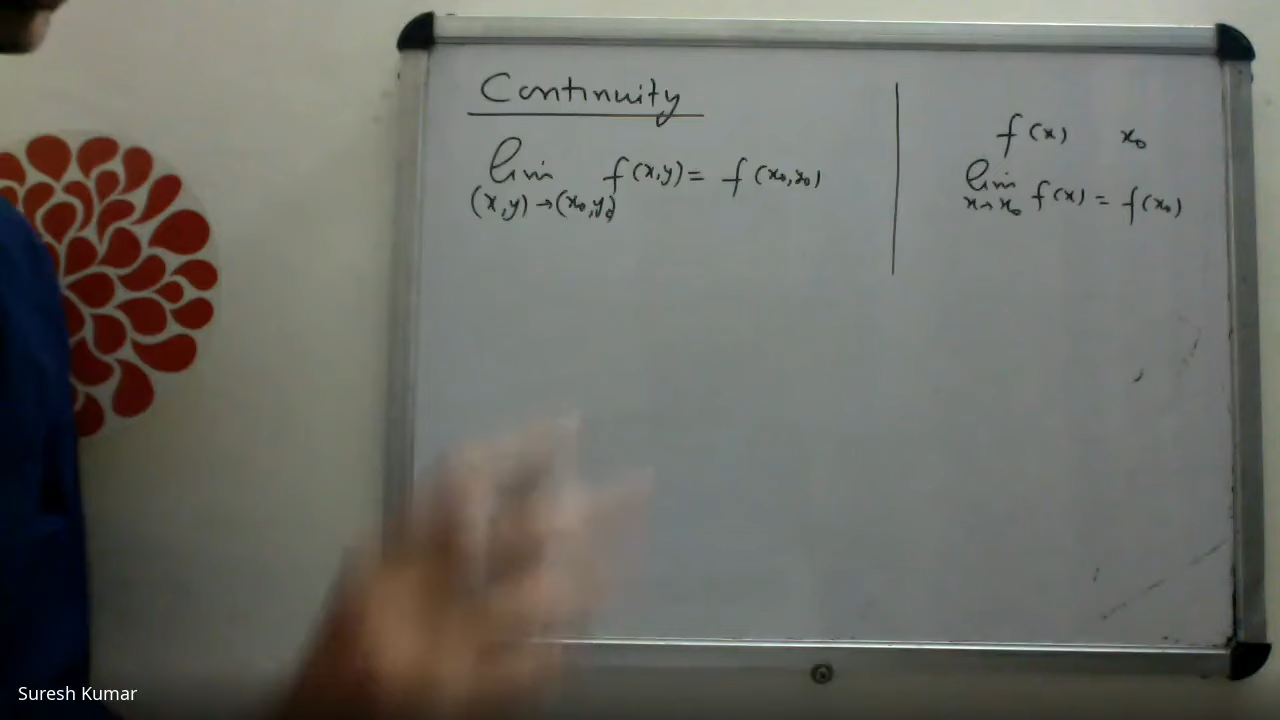 Continuity
lim f(x,y) = f(x₀,x₀)
(x,y)→(x₀,y₀)
f(x) x₀
lim f(x) = f(x₀)
x→x₀
Suresh Kumar